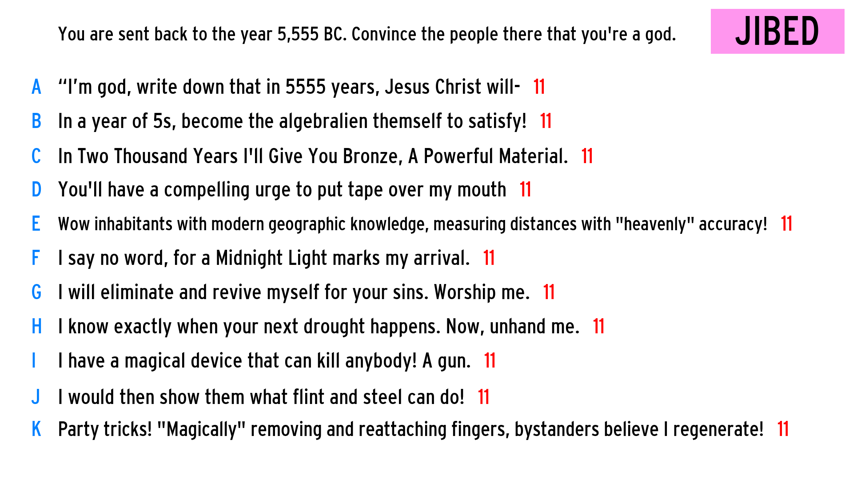 You are sent back to the year 5,555 BC. Convince the people there that you're a god.
JIBED
A “I’m god, write down that in 5555 years, Jesus Christ will- 11
B In a year of 5s, become the algebralien themself to satisfy! 11
C In Two Thousand Years I'll Give You Bronze, A Powerful Material. 11
D You'll have a compelling urge to put tape over my mouth 11
E Wow inhabitants with modern geographic knowledge, measuring distances with "heavenly" accuracy! 11
F I say no word, for a Midnight Light marks my arrival. 11
G I will eliminate and revive myself for your sins. Worship me. 11
H I know exactly when your next drought happens. Now, unhand me. 11
I I have a magical device that can kill anybody! A gun. 11
J I would then show them what flint and steel can do! 11
K Party tricks! "Magically" removing and reattaching fingers, bystanders believe I regenerate! 11